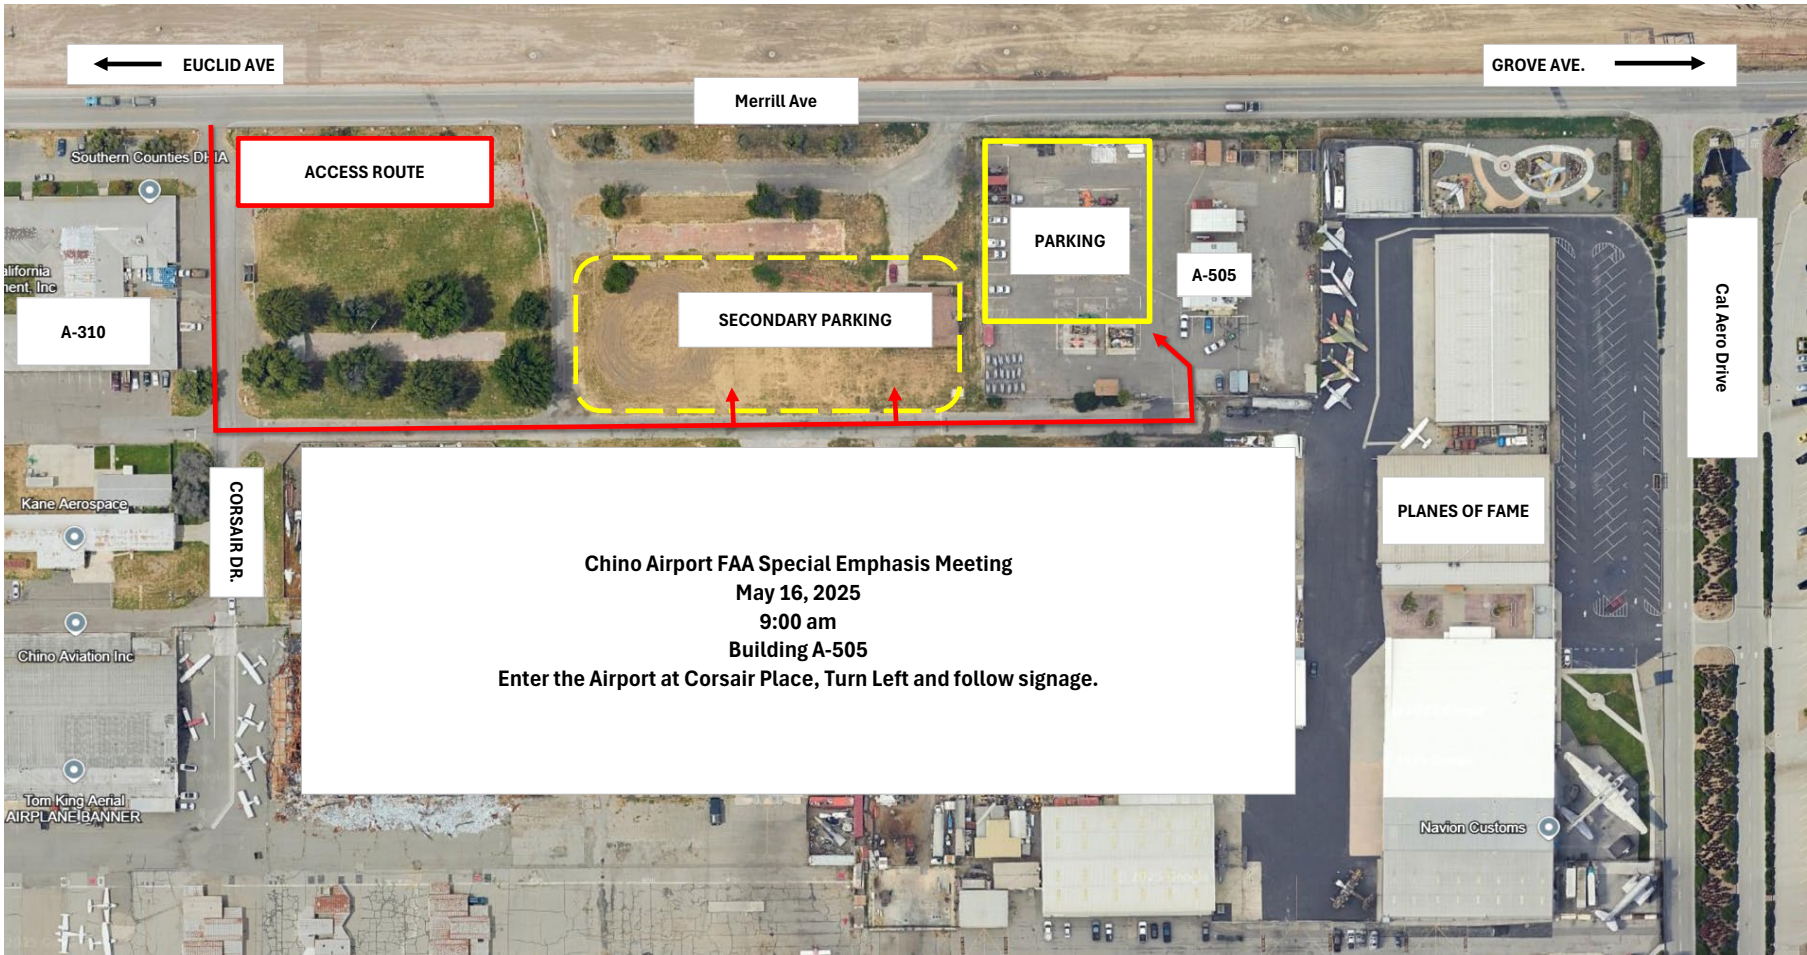 EUCLID AVE
GROVE AVE.
Merrill Ave
Southern Counties DHIA
ACCESS ROUTE
PARKING
A-505
alifornia
ment, Inc
A-310
SECONDARY PARKING
Cal Aero Drive
Kane Aerospace
CORSAIR DR.
PLANES OF FAME
Chino Airport FAA Special Emphasis Meeting
May 16, 2025
9:00 am
Building A-505
Enter the Airport at Corsair Place, Turn Left and follow signage.
Chino Aviation Inc
Tom King Aerial
AIRPLANE BANNER
Navion Customs